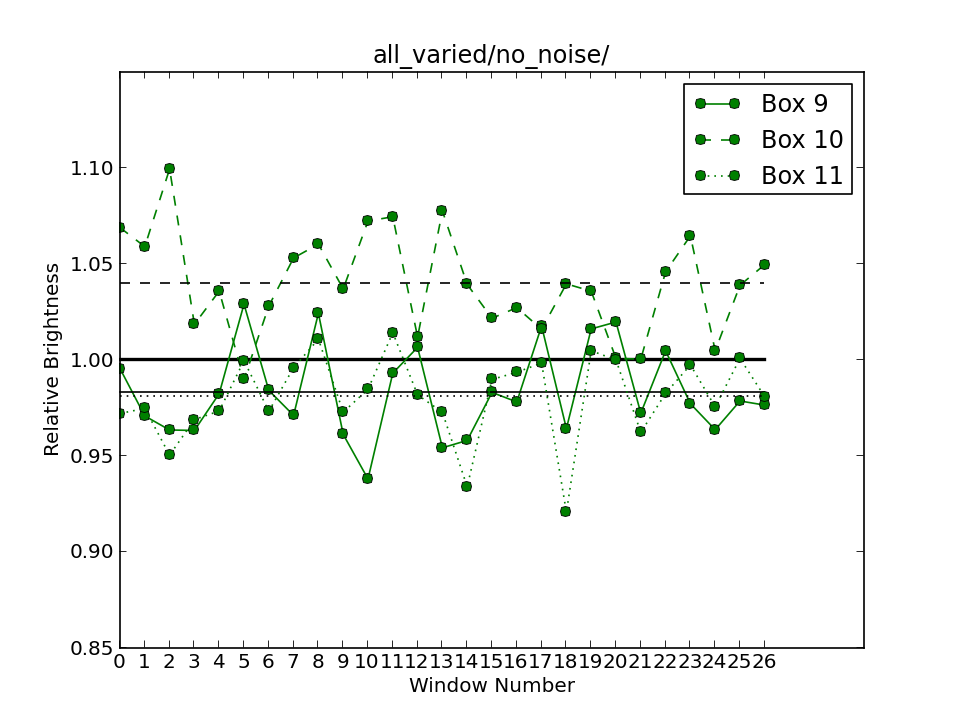 all_varied/no_noise/
Box 9
Box 10
Box 11
1.10
1.05
1.00
0.95
0.90
0.85
Relative Brightness
0 1 2 3 4 5 6 7 8 9 10 11 12 13 14 15 16 17 18 19 20 21 22 23 24 25 26
Window Number